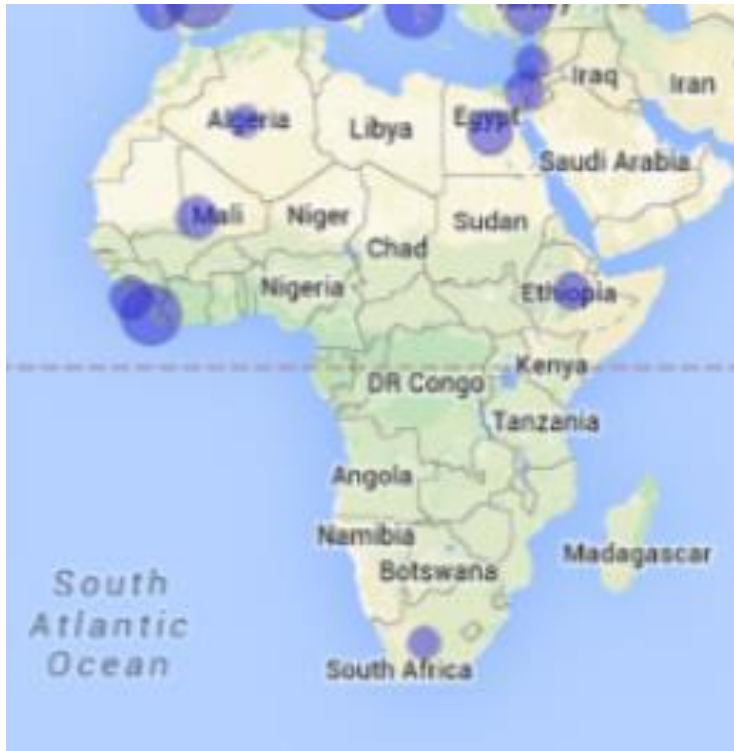 Iraq
Iran
Algeria
Egypt
Libya
Saudi Arabia
Mali
Niger
Sudan
Chad
Nigeria
Ethiopia
Kenya
DR Congo
Tanzania
Angola
Namibia
Madagascar
Botswana
South
Atlantic
Ocean
South Africa